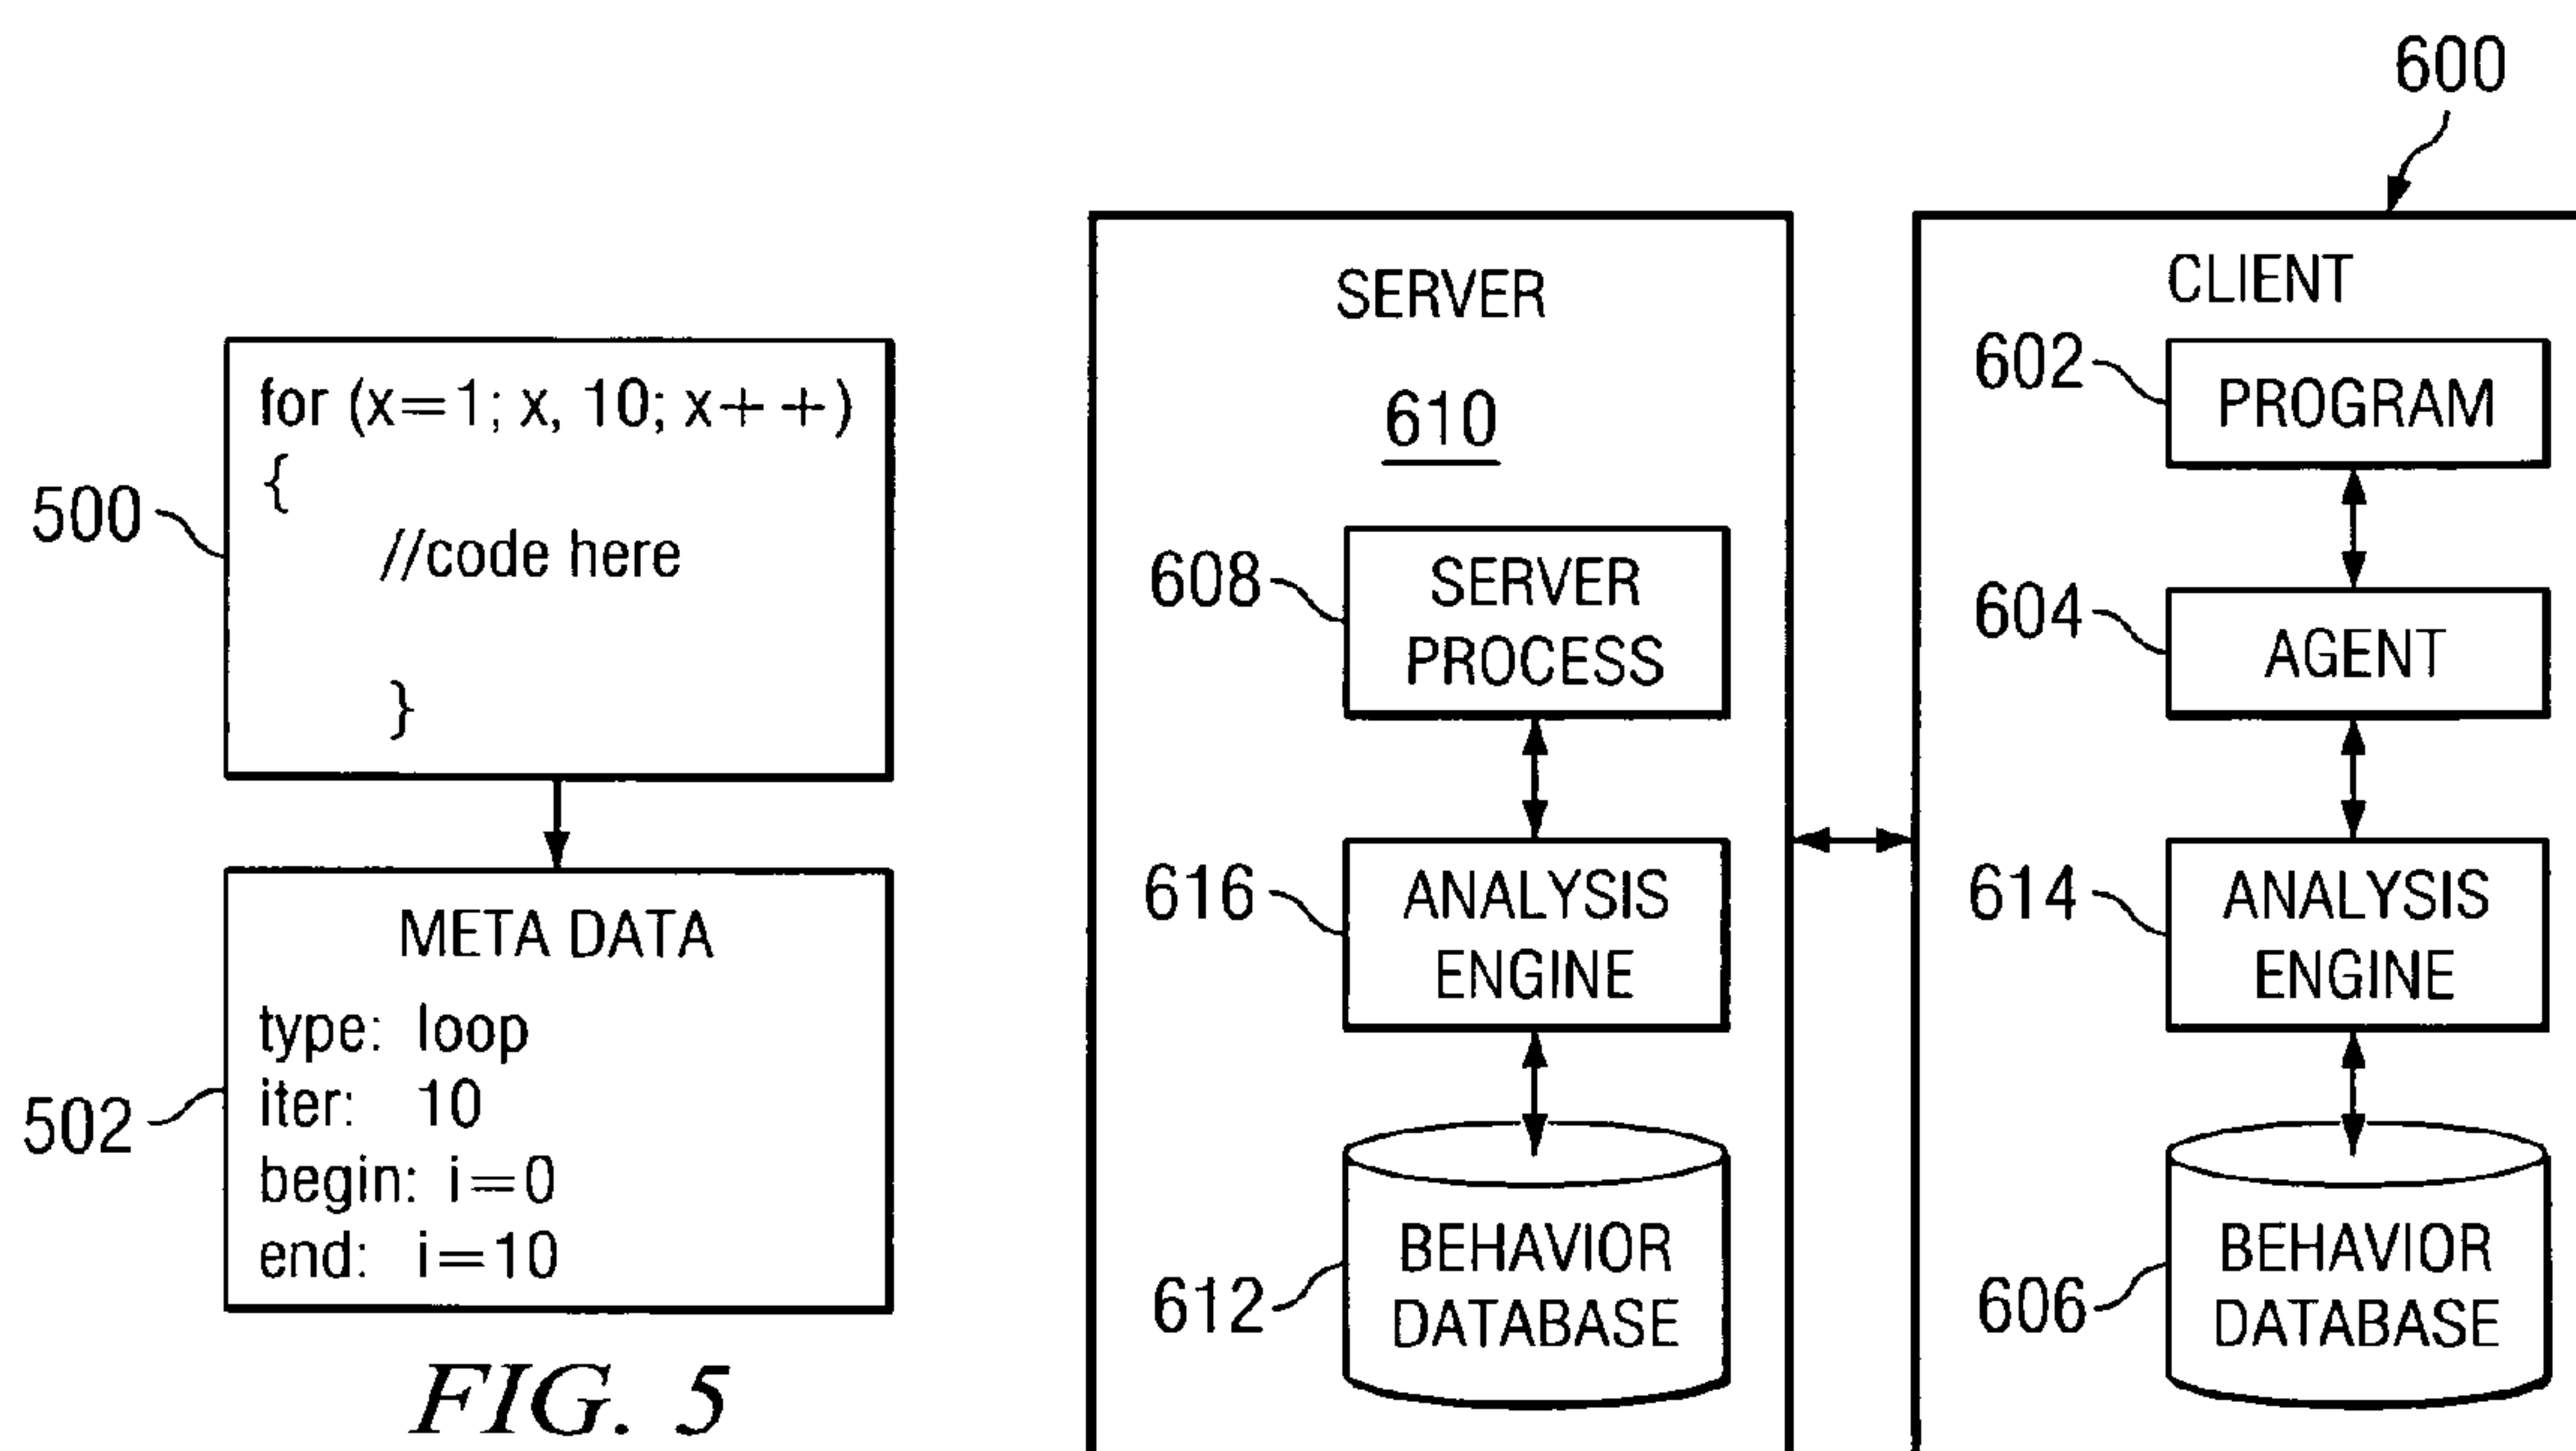 500
for (x=1; x, 10; x++)
{
//code here
}
502
META DATA
type: loop
iter: 10
begin: i=0
end: i=10
FIG. 5
SERVER
610
608
SERVER
PROCESS
616
ANALYSIS
ENGINE
612
BEHAVIOR
DATABASE
600
CLIENT
602
PROGRAM
604
AGENT
614
ANALYSIS
ENGINE
606
BEHAVIOR
DATABASE